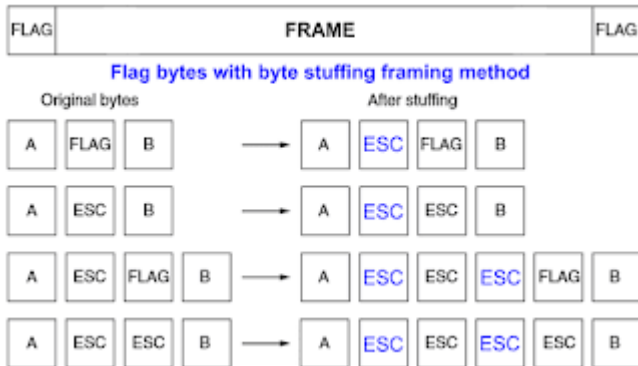 FLAG FRAME FLAG
Flag bytes with byte stuffing framing method
Original bytes After stuffing
A FLAG B A ESC FLAG B
A ESC B A ESC ESC B
A ESC FLAG B A ESC ESC ESC FLAG B
A ESC ESC B A ESC ESC ESC ESC B